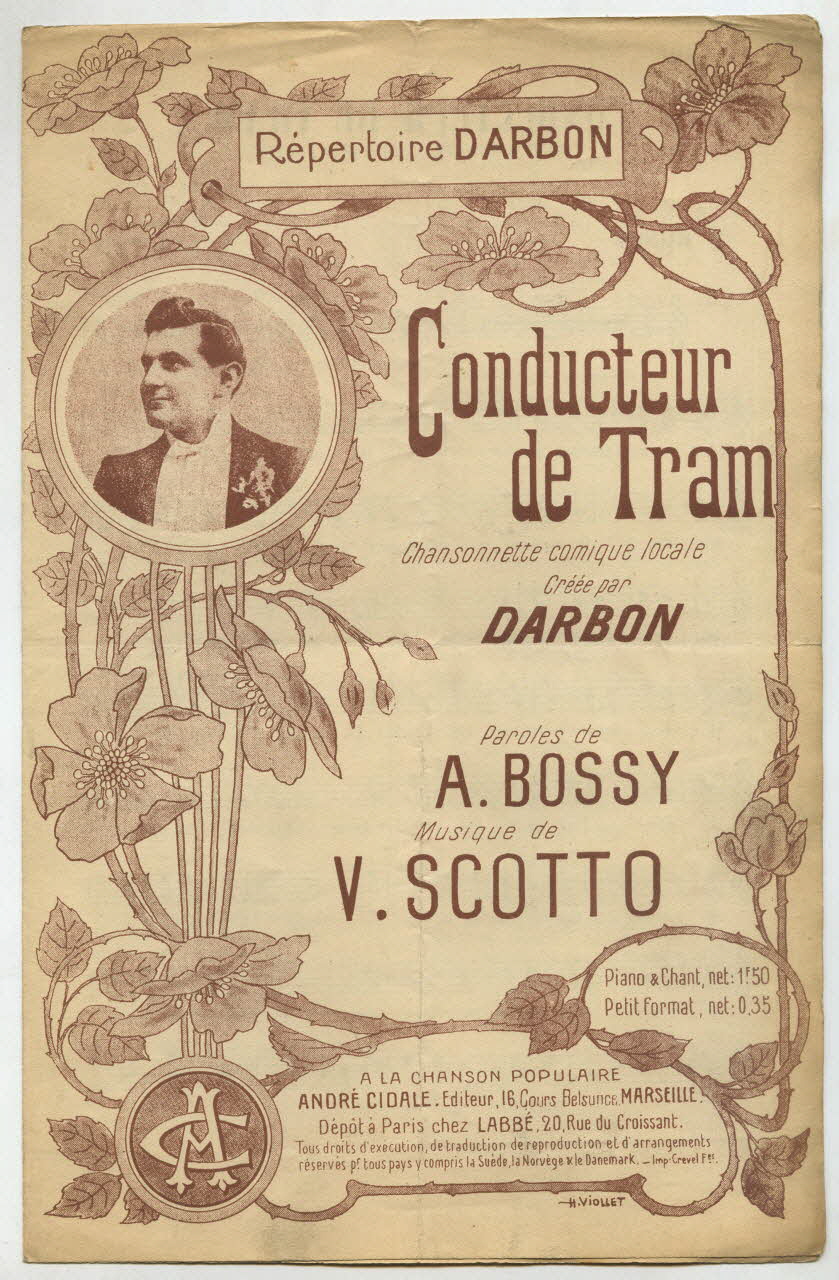 Répertoire DARBON
Conducteur
de Tram
Chansonnette comique locale
Créée par
DARBON
Paroles de
A. BOSSY
Musique de
V. SCOTTO
Piano & Chant, net: 1F50
Petit Format, net: 0,35
A LA CHANSON POPULAIRE
ANDRÉ CIDALE. Editeur, 16, Cours Belsunce, MARSEILLE.
Dépôt à Paris chez LABBÉ, 20, Rue du Croissant.
Tous droits d'execution, de traduction de reproduction et d'arrangements
réservés pr. tous pays y compris la Suède, la Norvège & le Danemark. — Imp: Crevel Fes.
H. VIOLLET
AC